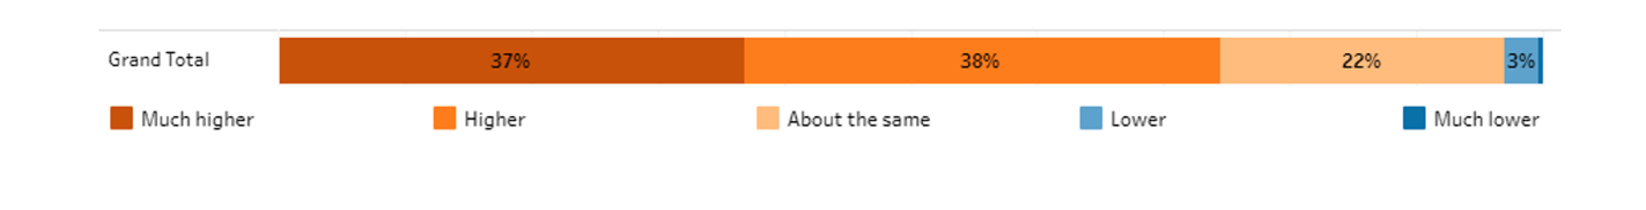 Grand Total 37% 38% 22% 3%
Much higher Higher About the same Lower Much lower